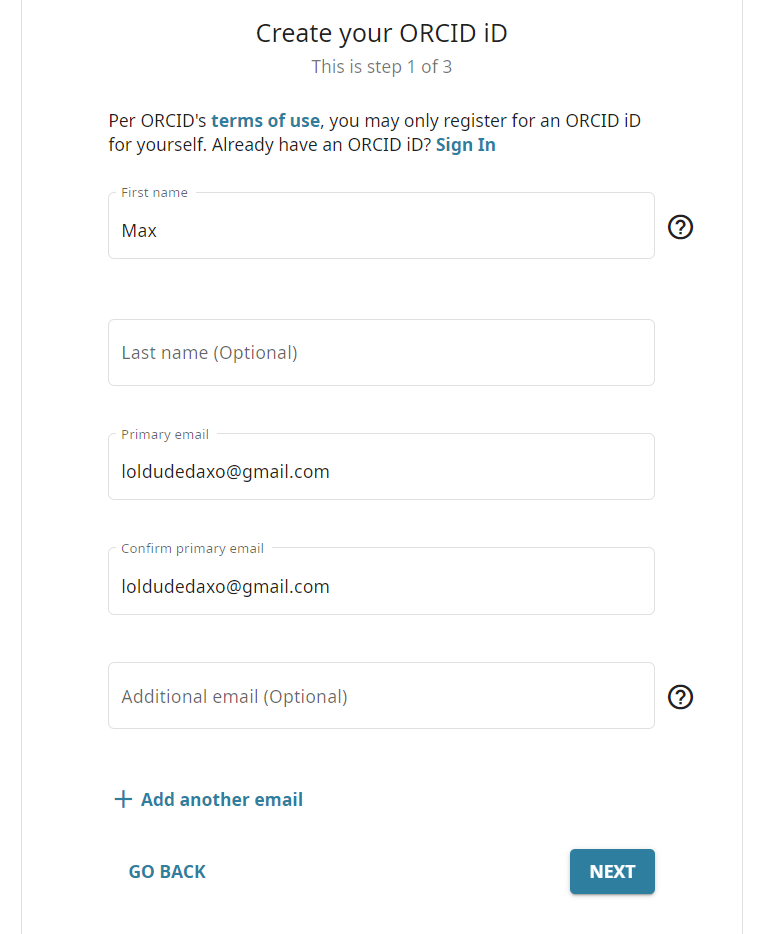 Create your ORCID iD
This is step 1 of 3
Per ORCID's terms of use, you may only register for an ORCID iD
for yourself. Already have an ORCID iD? Sign In
First name
Max
?
Last name (Optional)
Primary email
loldudedaxo@gmail.com
Confirm primary email
loldudedaxo@gmail.com
Additional email (Optional)
?
+ Add another email
GO BACK
NEXT